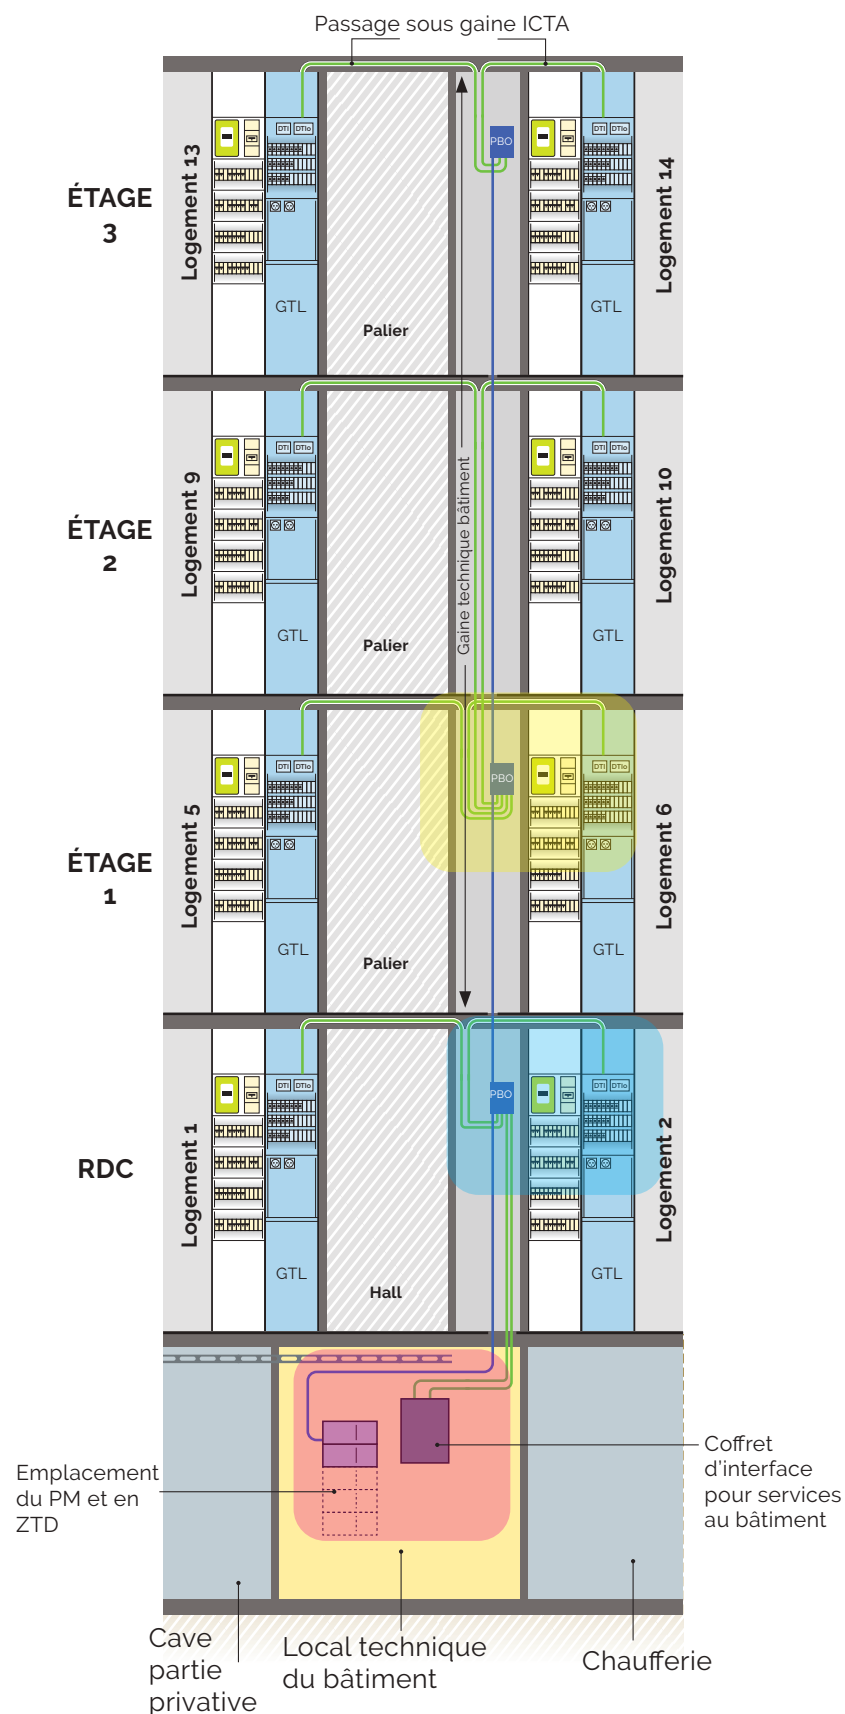 Passage sous gaine ICTA
ÉTAGE
3
Logement 13
DTI DTIo
GTL
Palier
PBO
DTI DTIo
GTL
Logement 14
ÉTAGE
2
Logement 9
DTI DTIo
GTL
Palier
Gaine technique bâtiment
DTI DTIo
GTL
Logement 10
ÉTAGE
1
Logement 5
DTI DTIo
GTL
Palier
PBO
DTI DTIo
GTL
Logement 6
RDC
Logement 1
DTI DTIo
GTL
Hall
PBO
DTI DTIo
GTL
Logement 2
Emplacement
du PM et en
ZTD
Coffret
d'interface
pour services
au bâtiment
Cave
partie
privative
Local technique
du bâtiment
Chaufferie